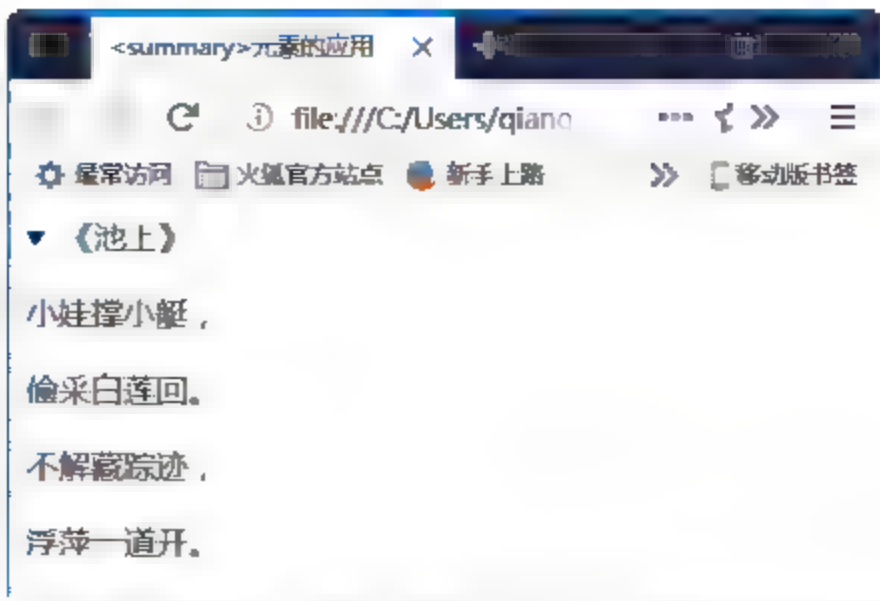 <summary>元素的应用
file:///C:/Users/qianq
最常访问 火狐官方站点 新手上路 移动版书签
《池上》
小娃撑小艇，
偷采白莲回。
不解藏踪迹，
浮萍一道开。